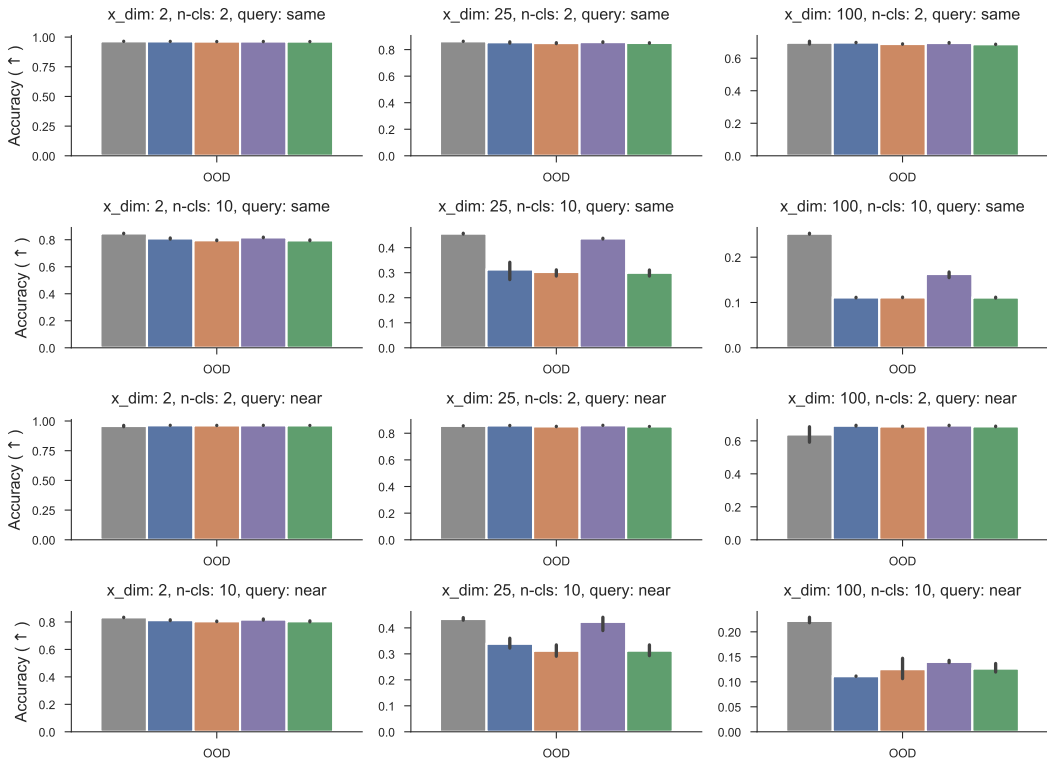 x_dim: 2, n-cls: 2, query: same
Accuracy ( ↑ )
1.00
0.75
0.50
0.25
0.00
OOD
x_dim: 25, n-cls: 2, query: same
0.8
0.6
0.4
0.2
0.0
OOD
x_dim: 100, n-cls: 2, query: same
0.6
0.4
0.2
0.0
OOD
x_dim: 2, n-cls: 10, query: same
Accuracy ( ↑ )
0.8
0.6
0.4
0.2
0.0
OOD
x_dim: 25, n-cls: 10, query: same
0.4
0.3
0.2
0.1
0.0
OOD
x_dim: 100, n-cls: 10, query: same
0.2
0.1
0.0
OOD
x_dim: 2, n-cls: 2, query: near
Accuracy ( ↑ )
1.00
0.75
0.50
0.25
0.00
OOD
x_dim: 25, n-cls: 2, query: near
0.8
0.6
0.4
0.2
0.0
OOD
x_dim: 100, n-cls: 2, query: near
0.6
0.4
0.2
0.0
OOD
x_dim: 2, n-cls: 10, query: near
Accuracy ( ↑ )
0.8
0.6
0.4
0.2
0.0
OOD
x_dim: 25, n-cls: 10, query: near
0.4
0.3
0.2
0.1
0.0
OOD
x_dim: 100, n-cls: 10, query: near
0.20
0.15
0.10
0.05
0.00
OOD